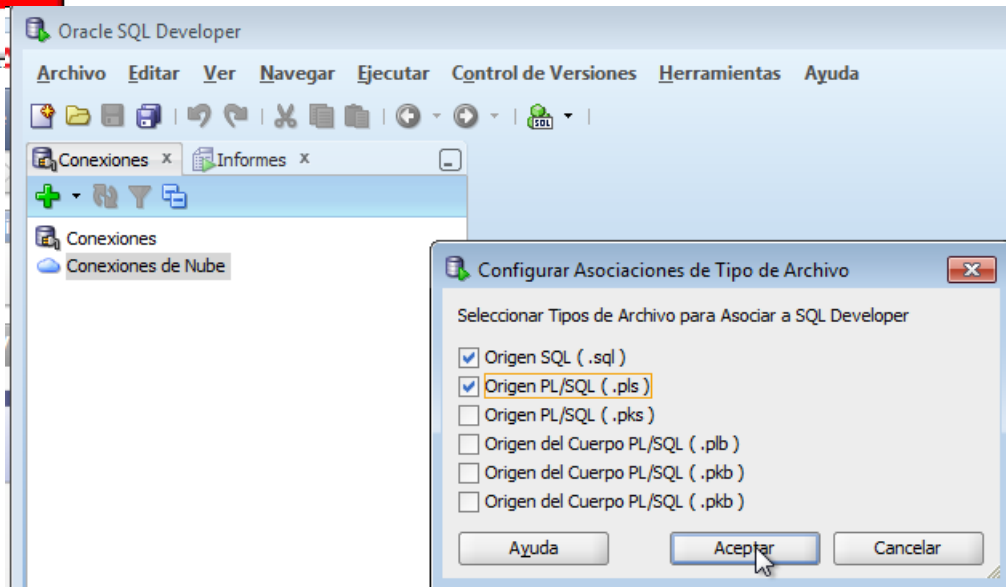 Oracle SQL Developer
Archivo Editar Ver Navegar Ejecutar Control de Versiones Herramientas Ayuda
SQL
Conexiones x Informes x
Conexiones
Conexiones de Nube
Configurar Asociaciones de Tipo de Archivo
Seleccionar Tipos de Archivo para Asociar a SQL Developer
Origen SQL ( .sql )
Origen PL/SQL ( .pls )
Origen PL/SQL ( .pks )
Origen del Cuerpo PL/SQL ( .plb )
Origen del Cuerpo PL/SQL ( .pkb )
Origen del Cuerpo PL/SQL ( .pkb )
Ayuda Aceptar Cancelar